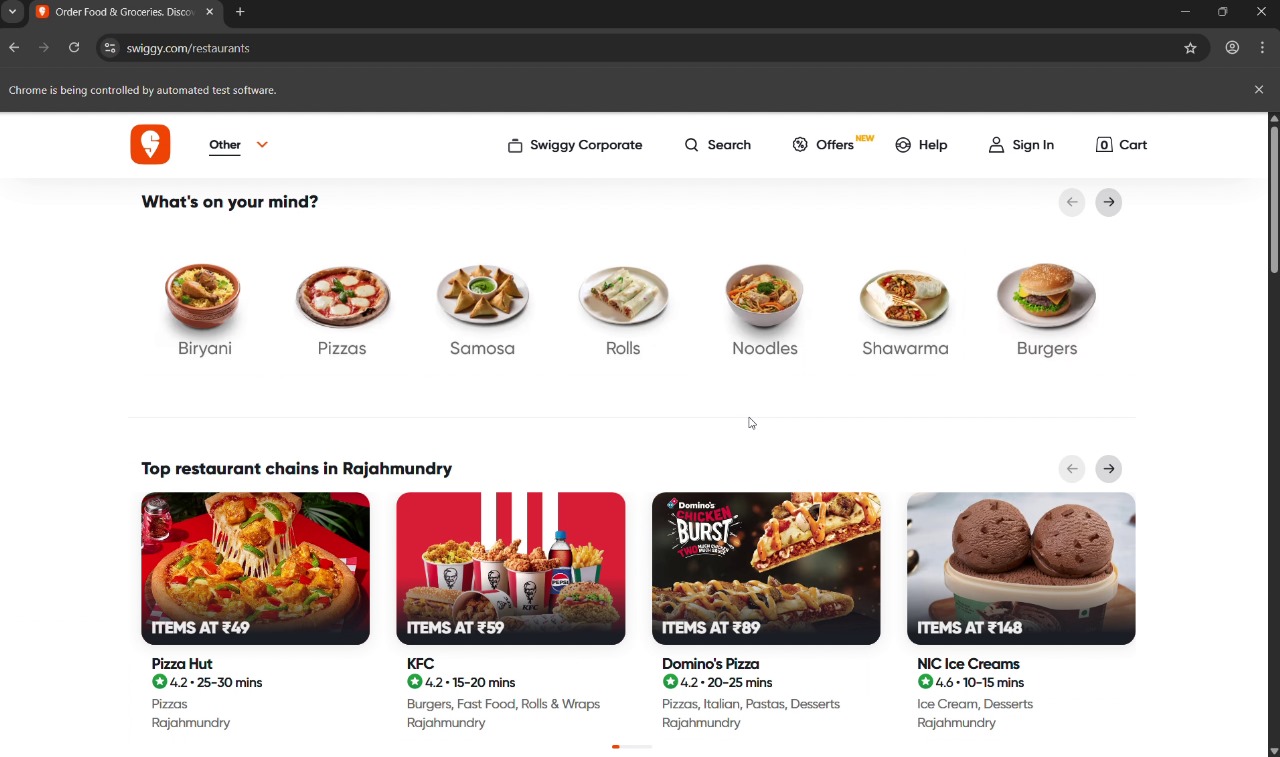 Order Food & Groceries. Disco
swiggy.com/restaurants
Chrome is being controlled by automated test software.
Other
Swiggy Corporate
Search
Offers NEW
Help
Sign In
0 Cart
What's on your mind?
Biryani
Pizzas
Samosa
Rolls
Noodles
Shawarma
Burgers
Top restaurant chains in Rajahmundry
ITEMS AT ₹49
Pizza Hut
4.2 • 25-30 mins
Pizzas
Rajahmundry
KFC
PEPSI
KFC
ITEMS AT ₹59
KFC
4.2 • 15-20 mins
Burgers, Fast Food, Rolls & Wraps
Rajahmundry
Domino's
CHICKEN
BURST
ITEMS AT ₹89
Domino's Pizza
4.2 • 20-25 mins
Pizzas, Italian, Pastas, Desserts
Rajahmundry
ITEMS AT ₹148
NIC Ice Creams
4.6 • 10-15 mins
Ice Cream, Desserts
Rajahmundry